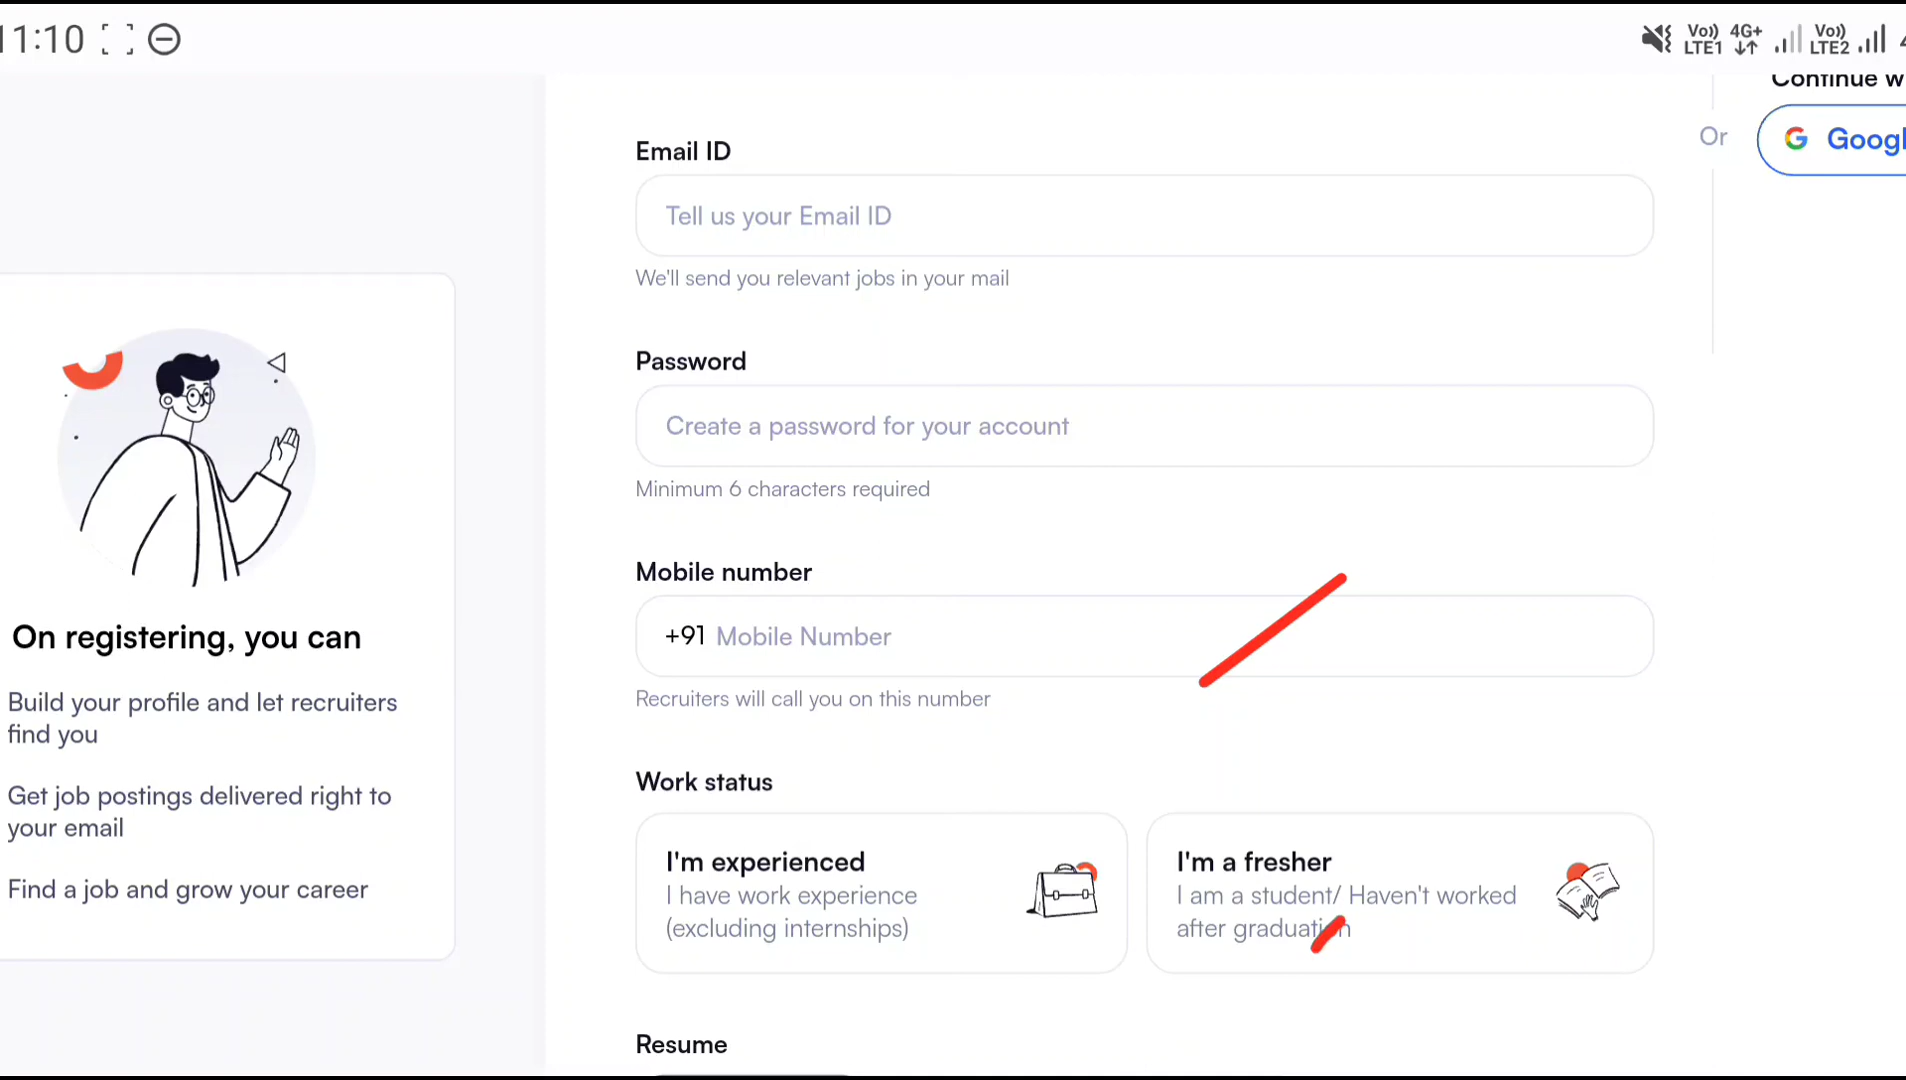 11:10
Vo)) LTE1 4G+ Vo)) LTE2
Continue w
Email ID
Or
Googl
Tell us your Email ID
We'll send you relevant jobs in your mail
Password
Create a password for your account
Minimum 6 characters required
Mobile number
+91 Mobile Number
Recruiters will call you on this number
On registering, you can
Build your profile and let recruiters
find you
Get job postings delivered right to
your email
Find a job and grow your career
Work status
I'm experienced
I have work experience
(excluding internships)
I'm a fresher
I am a student/ Haven't worked
after graduation
Resume